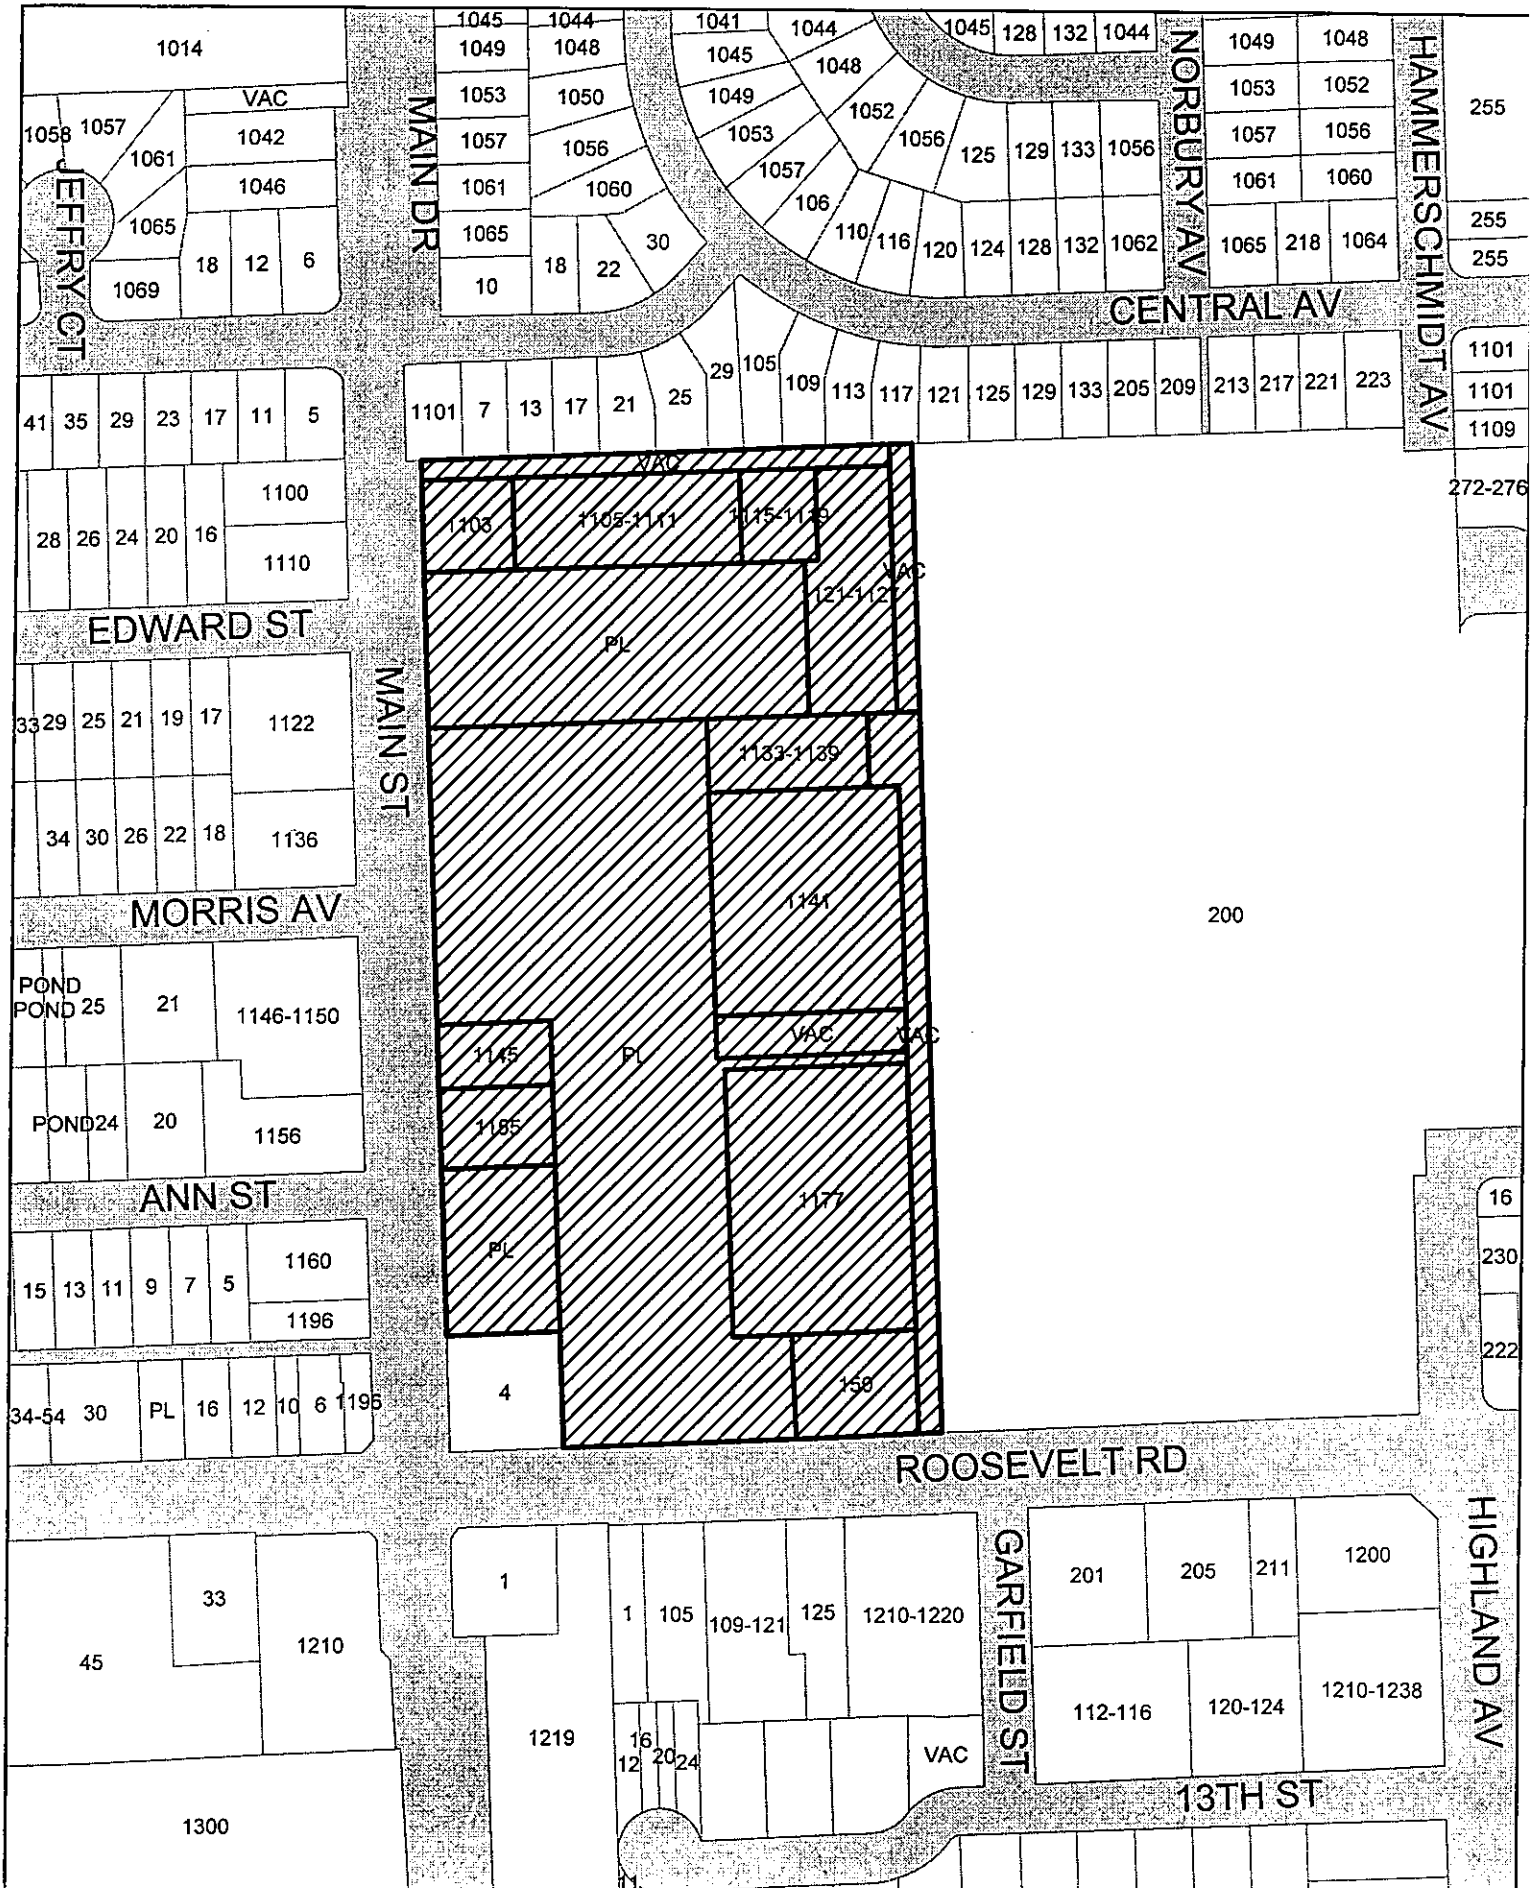 1045 1044 1041 1044 1045 128 132 1044
1014 1049 1048 1045 1048 1049 1048
VAC 1053 1050 1049 1052 1053 1052 255
1058 1057 1042 1057 1056 1053 1056 125 129 133 1056 1057 1056
1061 1046 1061 1060 1057 1061 1060
1065 1065 30 106 110 116 120 124 128 132 1062 1065 218 1064 255
18 12 6 18 22 255
1069 10
JEFFRY CT
MAIN DR
NORBURY AV
HAMMERSCHMIDT AV
CENTRAL AV
41 35 29 23 17 11 5
1101 7 13 17 21 25 29 105 109 113 117 121 125 129 133 205 209 213 217 221 223
1101
1101
1109
272-276
28 26 24 20 16 1100
1110
VAC
1103 1105-1111
VAC
PL
EDWARD ST
MAIN ST
33 29 25 21 19 17 1122
1133-1139
34 30 26 22 18 1136
1141
200
MORRIS AV
POND
POND 25 21 1146-1150
1145 PL VAC VAC
POND 24 20 1156
1185
1177
ANN ST
PL
16
230
222
15 13 11 9 7 5 1160
1196
34-54 30 PL 16 12 10 6 1196
4 150
ROOSEVELT RD
HIGHLAND AV
GARFIELD ST
45 33 1210
1 1 105 109-121 125 1210-1220
201 205 211 1200
112-116 120-124 1210-1238
1219 12 16 20 24 VAC
13TH ST
1300